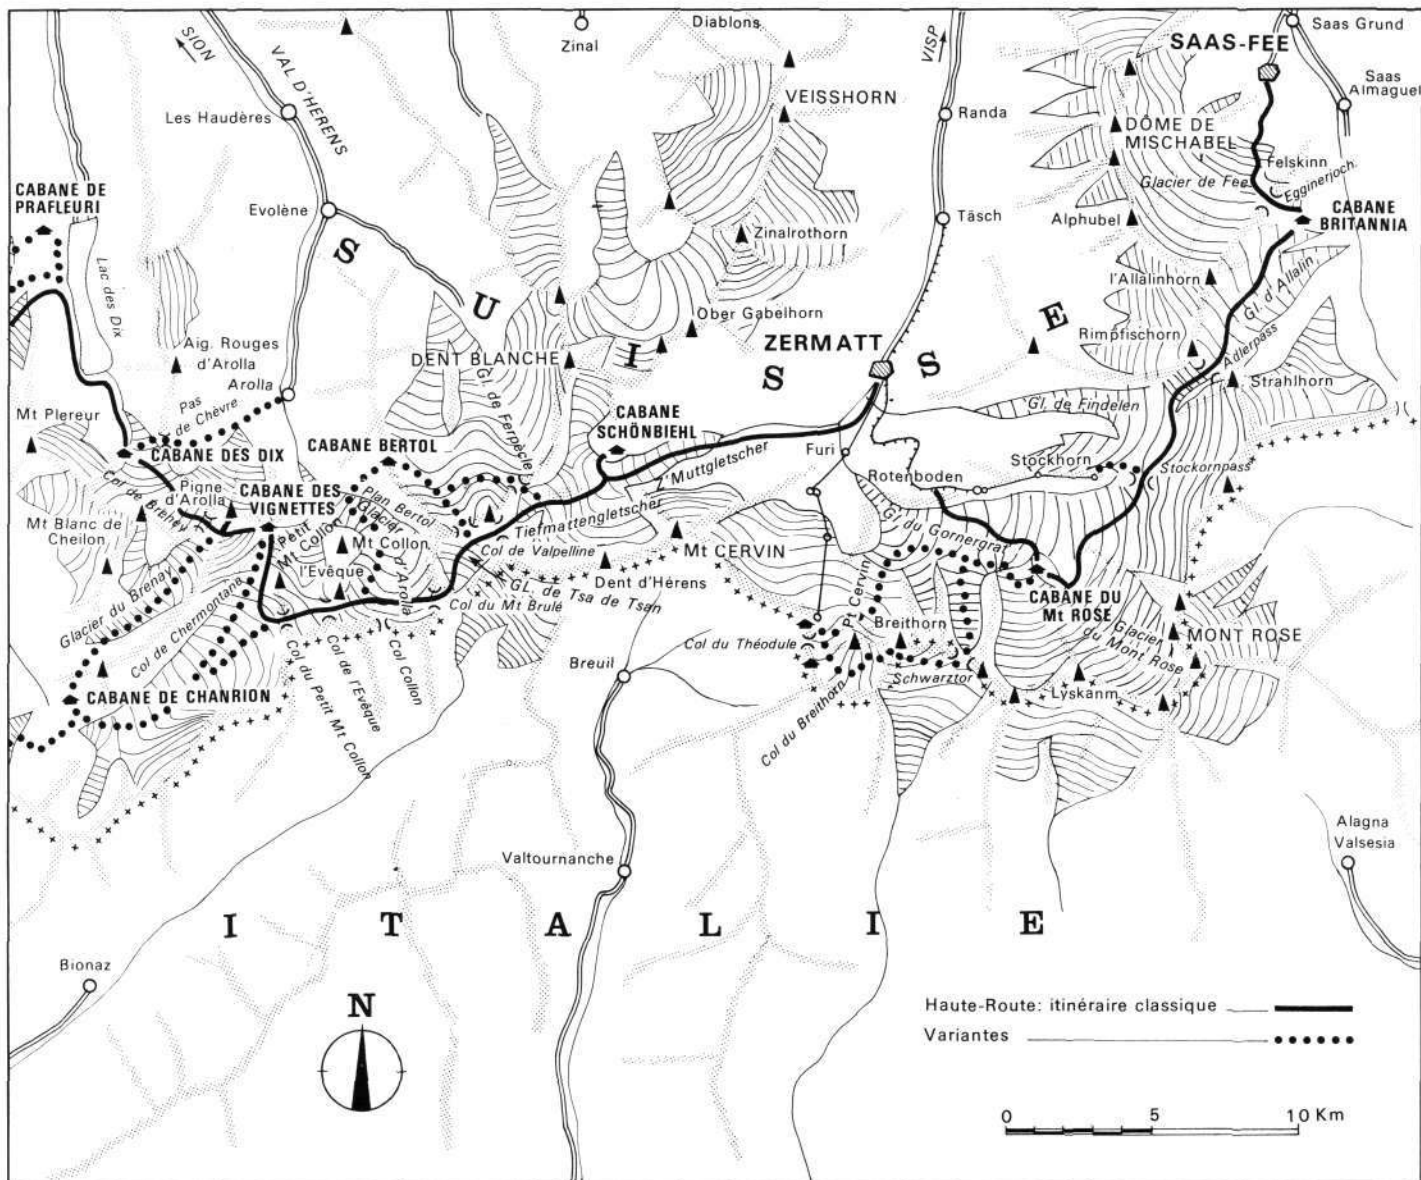 SION
VAL D'HERENS
Zinal
Diablons
VISP
SAAS-FEE
Saas Grund
Saas
Almaguel
Les Haudères
VEISSHORN
Randa
DÔME DE
MISCHABEL
Felskinn
Egginerjoch.
Glacier de Fee
CABANE DE
PRAFLEURI
Evolène
Zinalrothorn
Täsch
Alphubel
CABANE
BRITANNIA
Lac des Dix
l'Allalinhorn
Gl. d'Allalin
Aig. Rouges
d'Arolla
Arolla
DENT BLANCHE
Ober Gabelhorn
ZERMATT
Rimpfischorn
Adlerpass
Strahlhorn
S U I S S E
Pas
de Chèvre
Gl. de Ferpècle
Mt Plereur
CABANE DES DIX
CABANE BERTOL
CABANE
SCHÖNBIEHL
Muttgletscher
Furi
Gl. de Findelen
Rotenboden
Stockhorn
Stockornpass
Col de Brenay
Pigne
d'Arolla
CABANE DES
VIGNETTES
Plan Bertol
Glacier
d'Arolla
Mt Blanc de
Cheilon
Petit
Mt Collon
Mt Collon
l'Evêque
Tiefmattengletscher
Col de Valpelline
Mt CERVIN
Gl. du Gornergrat
Dent d'Hérens
GL. de Tsa de Tsan
Col du Mt Brulé
CABANE DU
Mt ROSE
Glacier du Brenay
Col de Chermontane
Pt Cervin
Breithorn
Glacier
du Mont Rose
MONT ROSE
Col du Théodule
Breuil
Schwarztor
Lyskanm
CABANE DE CHANRION
Col du Petit Mt Collon
Col de l'Evêque
Col Collon
Col du Breithorn
Valtournanche
Alagna
Valsesia
I T A L I E
Bionaz
N
Haute-Route: itinéraire classique
Variantes
0 5 10 Km